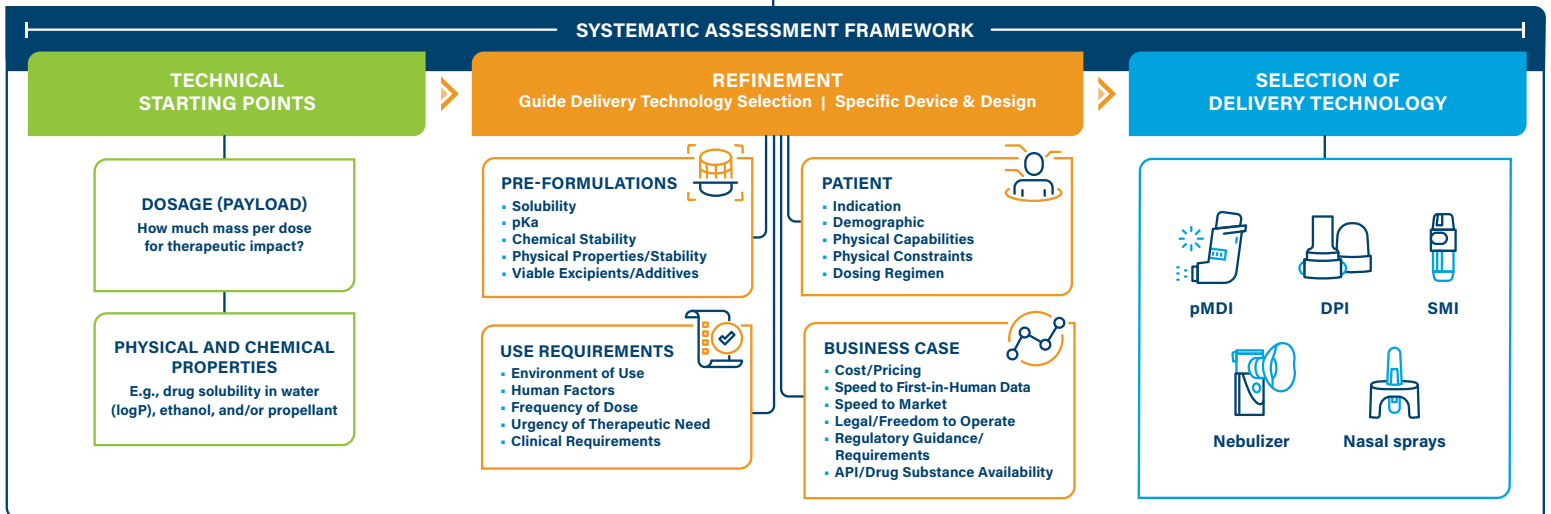 SYSTEMATIC ASSESSMENT FRAMEWORK
TECHNICAL
STARTING POINTS
DOSAGE (PAYLOAD)
How much mass per dose
for therapeutic impact?
PHYSICAL AND CHEMICAL
PROPERTIES
E.g., drug solubility in water
(logP), ethanol, and/or propellant
REFINEMENT
Guide Delivery Technology Selection | Specific Device & Design
PRE-FORMULATIONS
▪ Solubility
▪ pKa
▪ Chemical Stability
▪ Physical Properties/Stability
▪ Viable Excipients/Additives
PATIENT
▪ Indication
▪ Demographic
▪ Physical Capabilities
▪ Physical Constraints
▪ Dosing Regimen
USE REQUIREMENTS
▪ Environment of Use
▪ Human Factors
▪ Frequency of Dose
▪ Urgency of Therapeutic Need
▪ Clinical Requirements
BUSINESS CASE
▪ Cost/Pricing
▪ Speed to First-in-Human Data
▪ Speed to Market
▪ Legal/Freedom to Operate
▪ Regulatory Guidance/
Requirements
▪ API/Drug Substance Availability
SELECTION OF
DELIVERY TECHNOLOGY
pMDI
DPI
SMI
Nebulizer
Nasal sprays